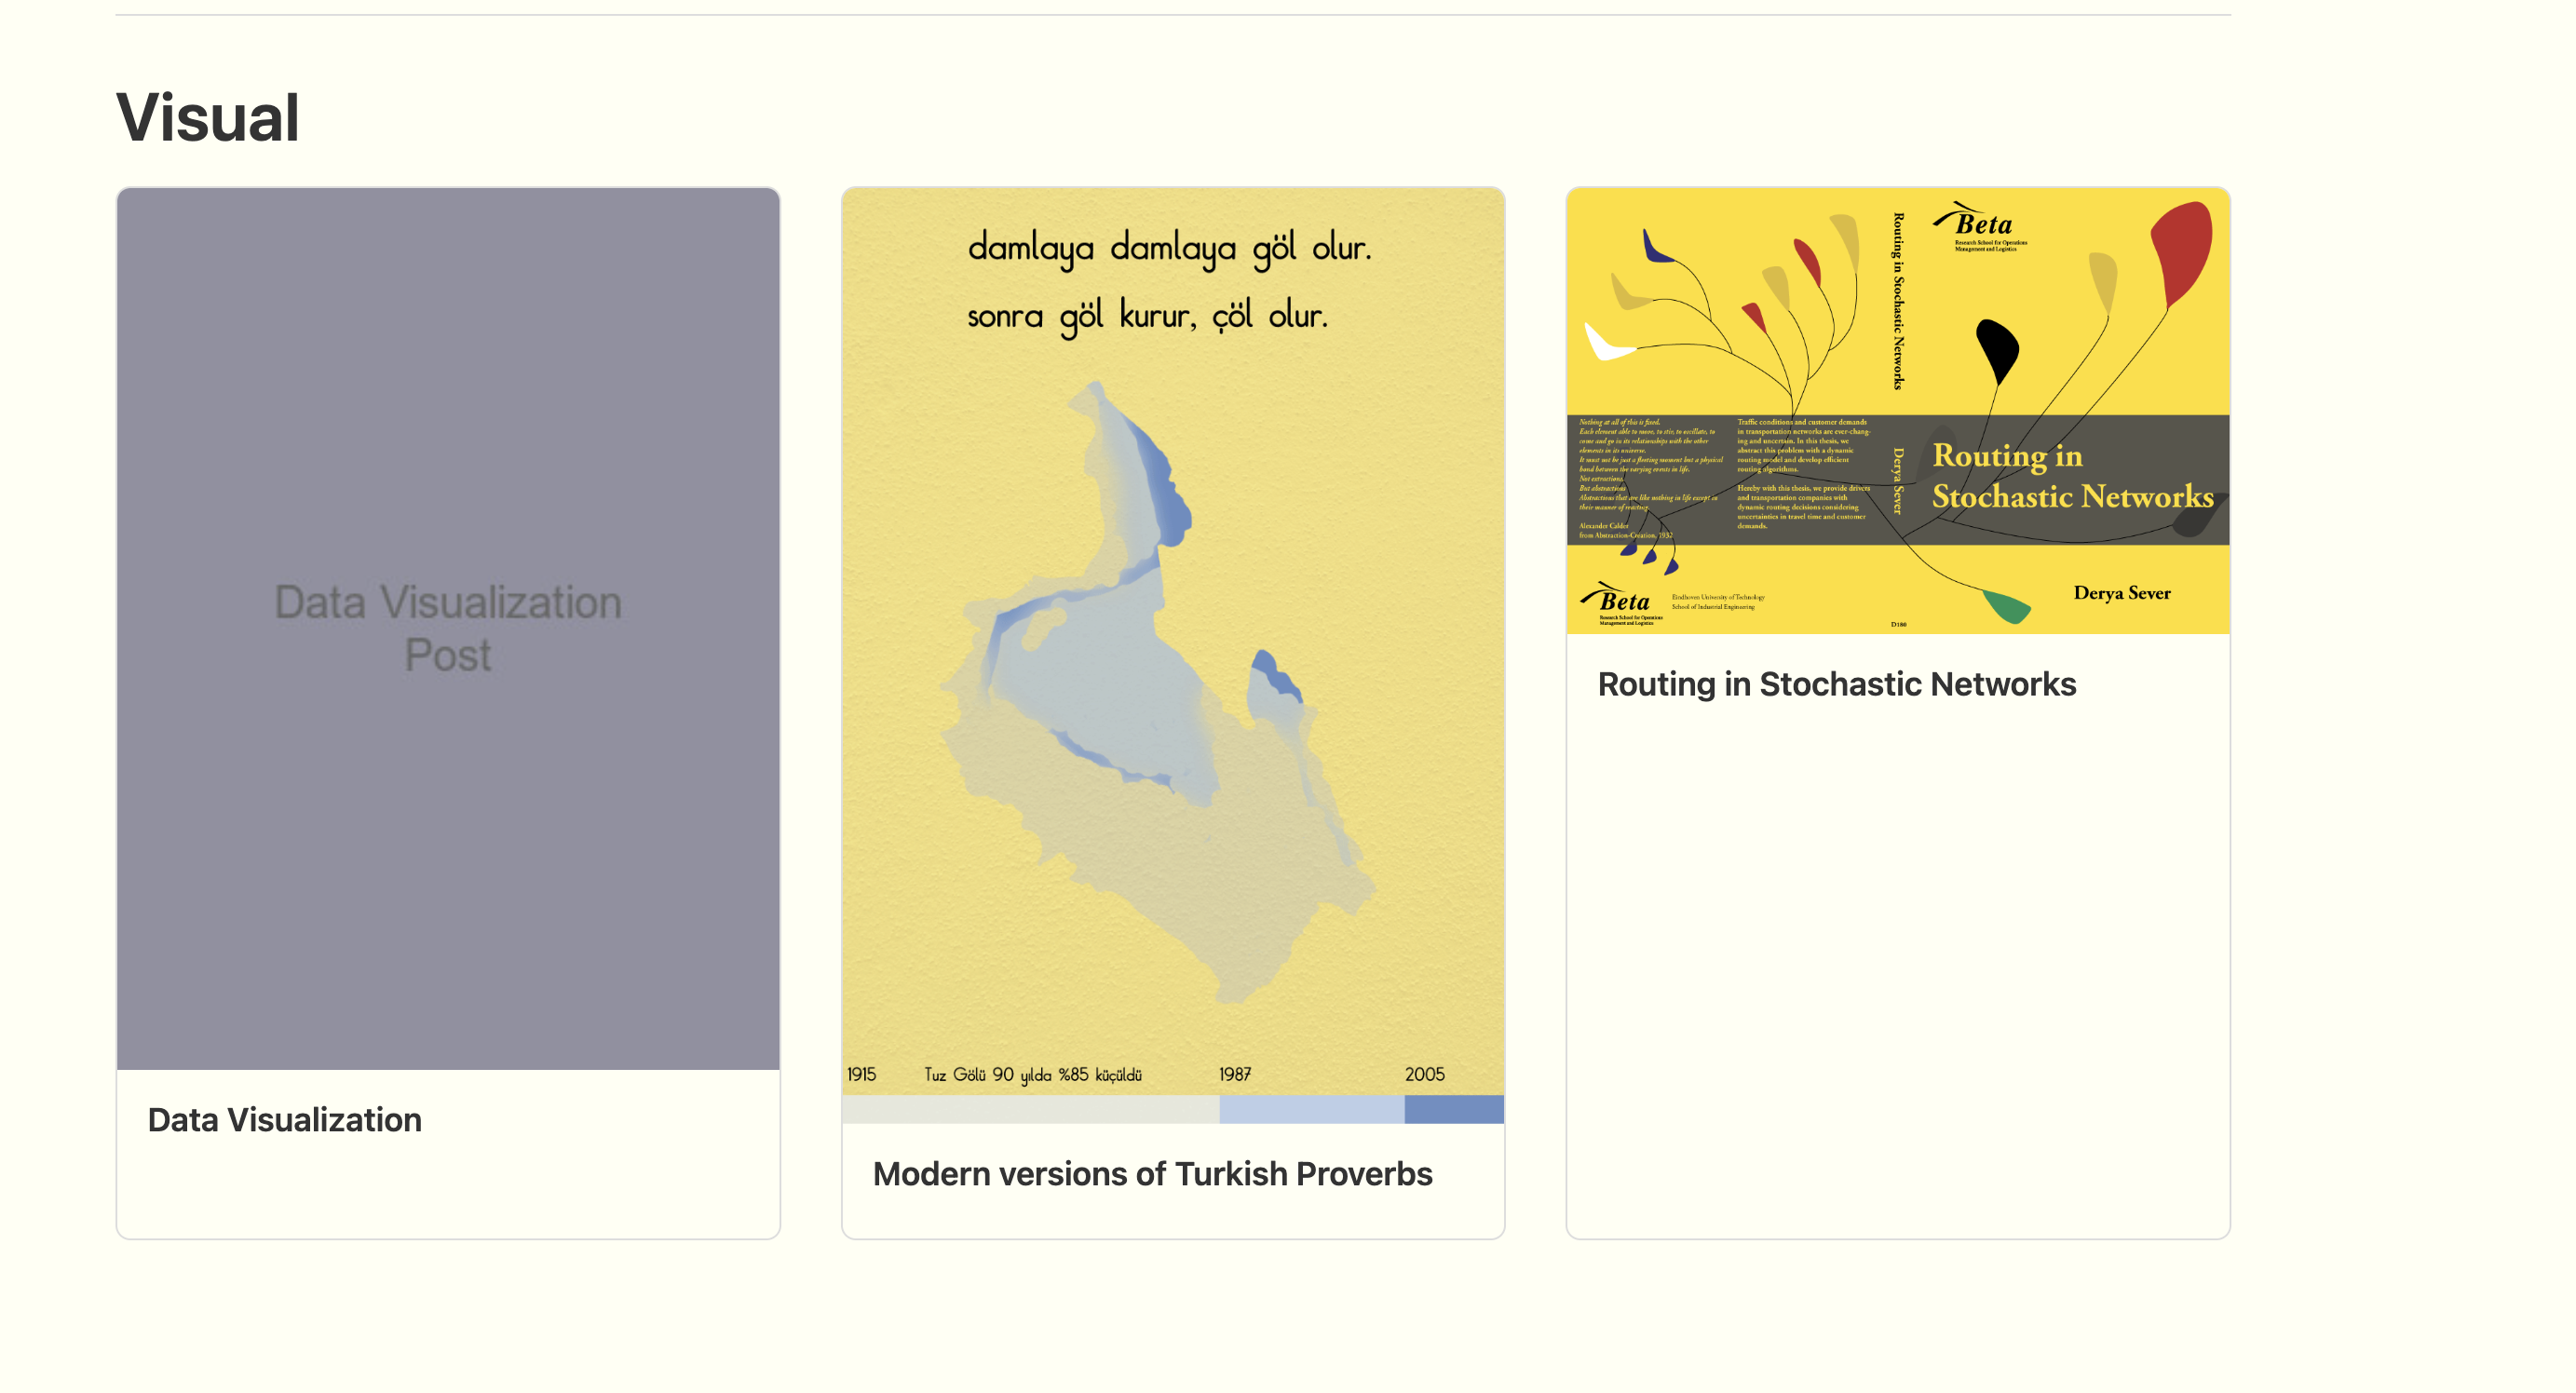 Visual
Data Visualization
Post
Data Visualization
damlaya damlaya göl olur.
sonra göl kurur, çöl olur.
1915
Tuz Gölü 90 yılda %85 küçüldü
1987
2005
Modern versions of Turkish Proverbs
Nothing at all of this is fixed.
Each element able to move, to stir, to oscillate, to
come and go in its relationships with the other
elements in its universe.
It must not be just a fleeting moment but a physical
bond between the varying events in life.
Not extractions,
But abstractions
Abstractions that are like nothing in life except in
their manner of reacting.
Alexander Calder
from Abstraction-Création, 1932
Traffic conditions and customer demands
in transportation networks are ever-chang-
ing and uncertain. In this thesis, we
abstract this problem with a dynamic
routing model and develop efficient
routing algorithms.
Hereby with this thesis, we provide drivers
and transportation companies with
dynamic routing decisions considering
uncertainties in travel time and customer
demands.
Beta
Research School for Operations
Management and Logistics
Eindhoven University of Technology
School of Industrial Engineering
Routing in Stochastic Networks
Derya Sever
D180
Beta
Research School for Operations
Management and Logistics
Routing in
Stochastic Networks
Derya Sever
Routing in Stochastic Networks